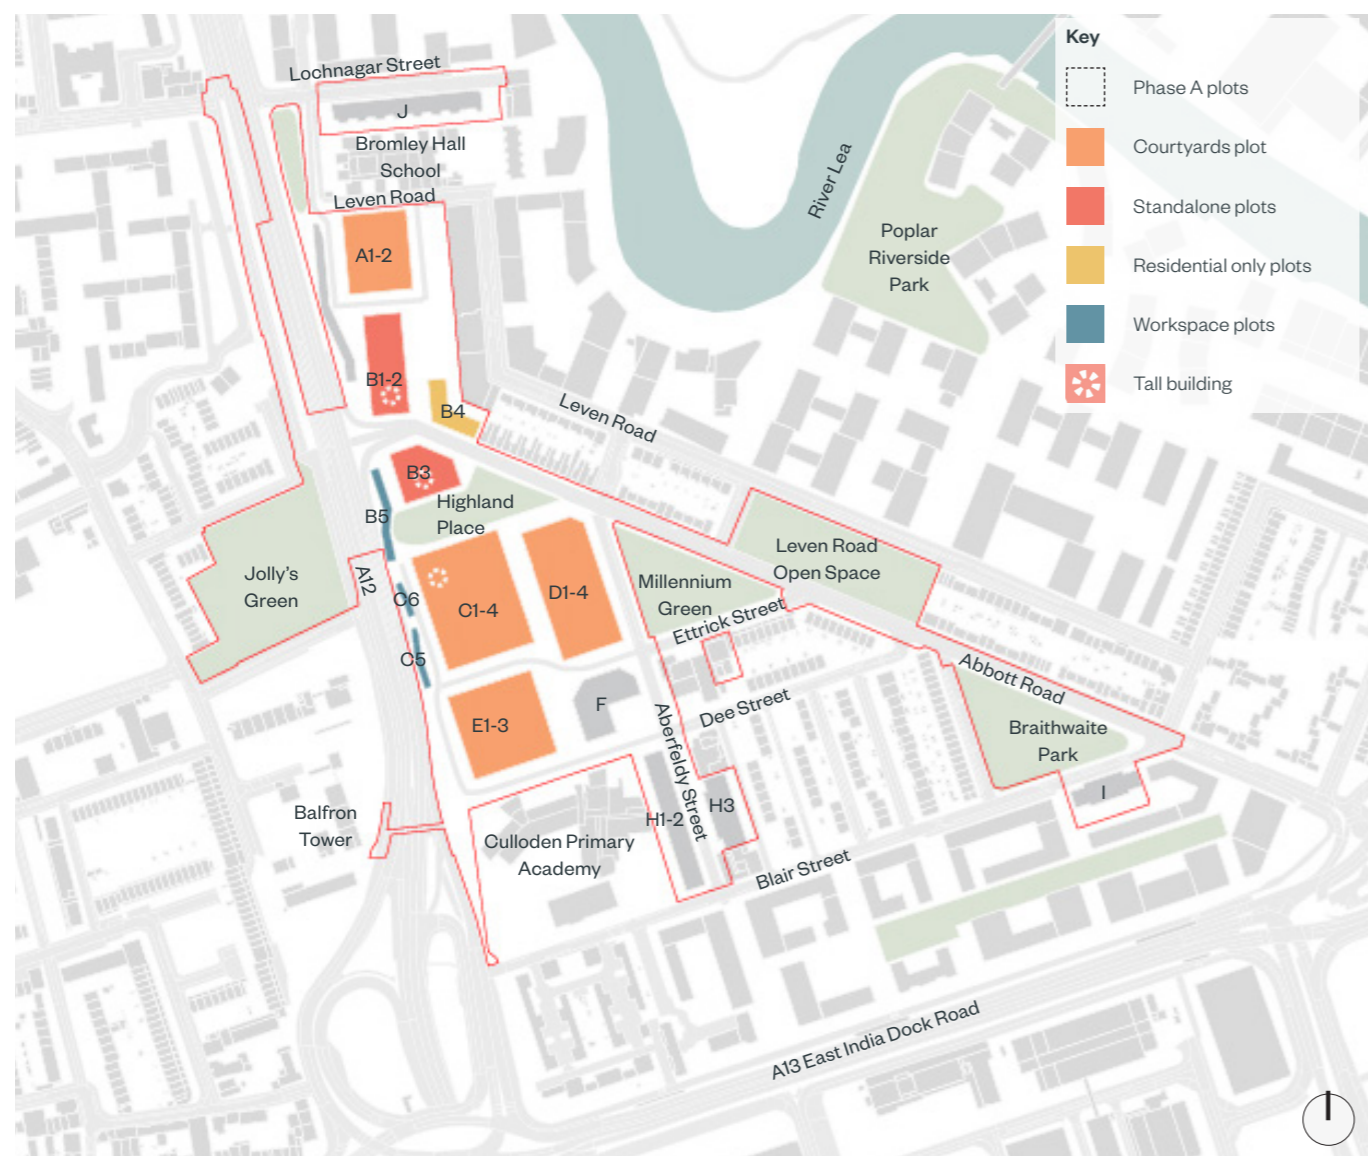 Key
Phase A plots
Courtyards plot
Standalone plots
Residential only plots
Workspace plots
Tall building
Lochnagar Street
J
Bromley Hall
School
Leven Road
A1-2
River Lea
Poplar
Riverside
Park
B1-2
B4
Leven Road
B3
Highland
Place
B5
Jolly's
Green
A12
C6
C1-4
D1-4
C5
Millennium
Green
Leven Road
Open Space
Ettrick Street
Abbott Road
Dee Street
E1-3
F
Aberfeldy Street
Braithwaite
Park
I
Balfron
Tower
Culloden Primary
Academy
H1-2
H3
Blair Street
A13 East India Dock Road